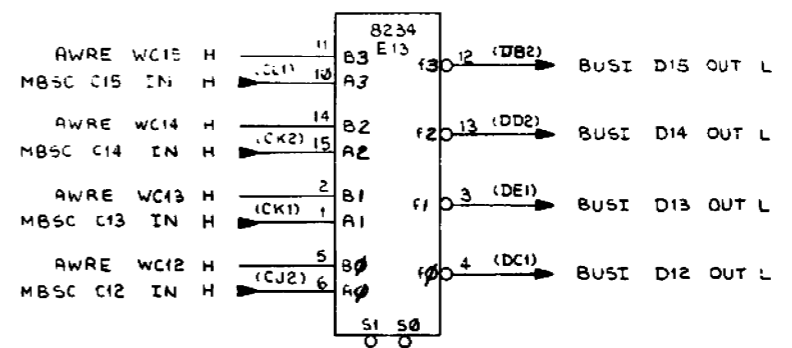 8234
E13
AWRE WC15 H 11 B3
MBSC C15 IN H 10 A3
f3 12 (DB2) BUSI D15 OUT L
AWRE WC14 H 14 B2
MBSC C14 IN H (CK2) 15 A2
f2 13 (DD2) BUSI D14 OUT L
AWRE WC13 H 2 B1
MBSC C13 IN H (CK1) 1 A1
f1 3 (DE1) BUSI D13 OUT L
AWRE WC12 H 5 BØ
MBSC C12 IN H (CJ2) 6 AØ
fØ 4 (DC1) BUSI D12 OUT L
S1 SØ